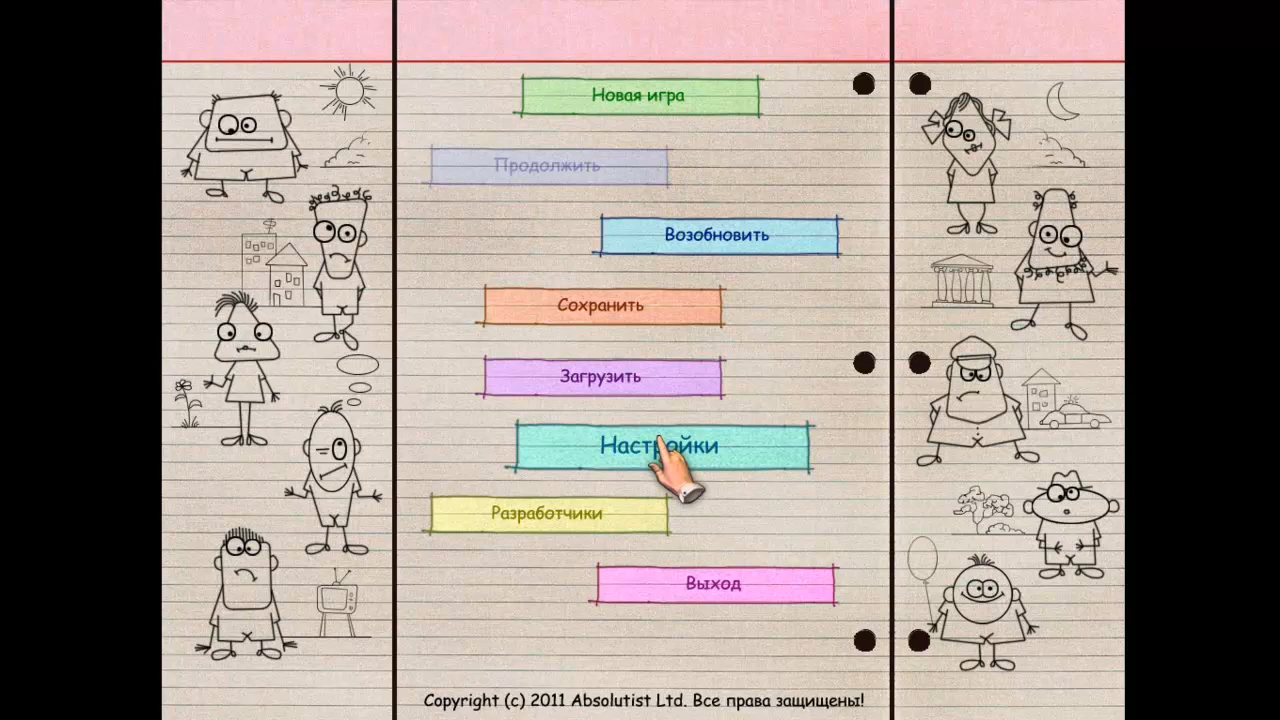 Новая игра
Продолжить
Возобновить
Сохранить
Загрузить
Настройки
Разработчики
Выход
Copyright (c) 2011 Absolutist Ltd. Все права защищены!